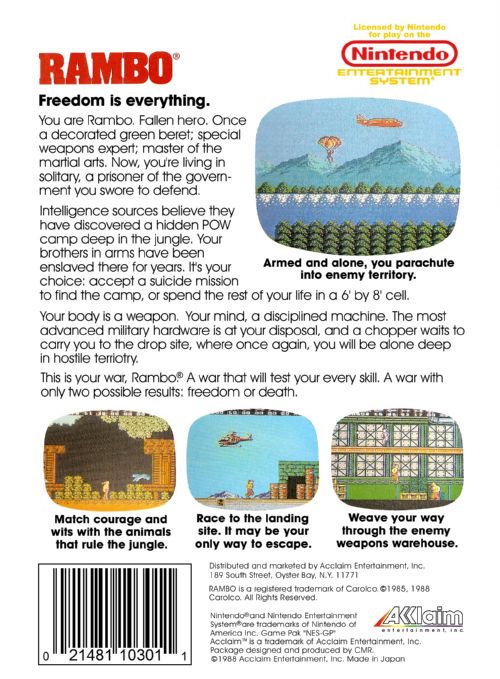 Licensed by Nintendo
for play on the
Nintendo®
ENTERTAINMENT
SYSTEM®
RAMBO®
Freedom is everything.
You are Rambo. Fallen hero. Once
a decorated green beret; special
weapons expert; master of the
martial arts. Now, you're living in
solitary, a prisoner of the govern-
ment you swore to defend.
Intelligence sources believe they
have discovered a hidden POW
camp deep in the jungle. Your
brothers in arms have been
enslaved there for years. It's your
choice: accept a suicide mission
to find the camp, or spend the rest of your life in a 6' by 8' cell.
Armed and alone, you parachute
into enemy territory.
Your body is a weapon. Your mind, a disciplined machine. The most
advanced military hardware is at your disposal, and a chopper waits to
carry you to the drop site, where once again, you will be alone deep
in hostile terriotry.
This is your war, Rambo® A war that will test your every skill. A war with
only two possible results: freedom or death.
Match courage and
wits with the animals
that rule the jungle.
Race to the landing
site. It may be your
only way to escape.
Weave your way
through the enemy
weapons warehouse.
Distributed and marketed by Acclaim Entertainment, Inc.
189 South Street, Oyster Bay, N.Y. 11771
RAMBO is a registered trademark of Carolco. ©1985, 1988
Carolco. All Rights Reserved.
Nintendo® and Nintendo Entertainment
System® are trademarks of Nintendo of
America Inc. Game Pak "NES-GP"
Acclaim™ is a trademark of Acclaim Entertainment, Inc.
Package designed and produced by CMR.
©1988 Acclaim Entertainment, Inc. Made in Japan
AKKlaim
entertainment, inc.
0 21481 10301 1